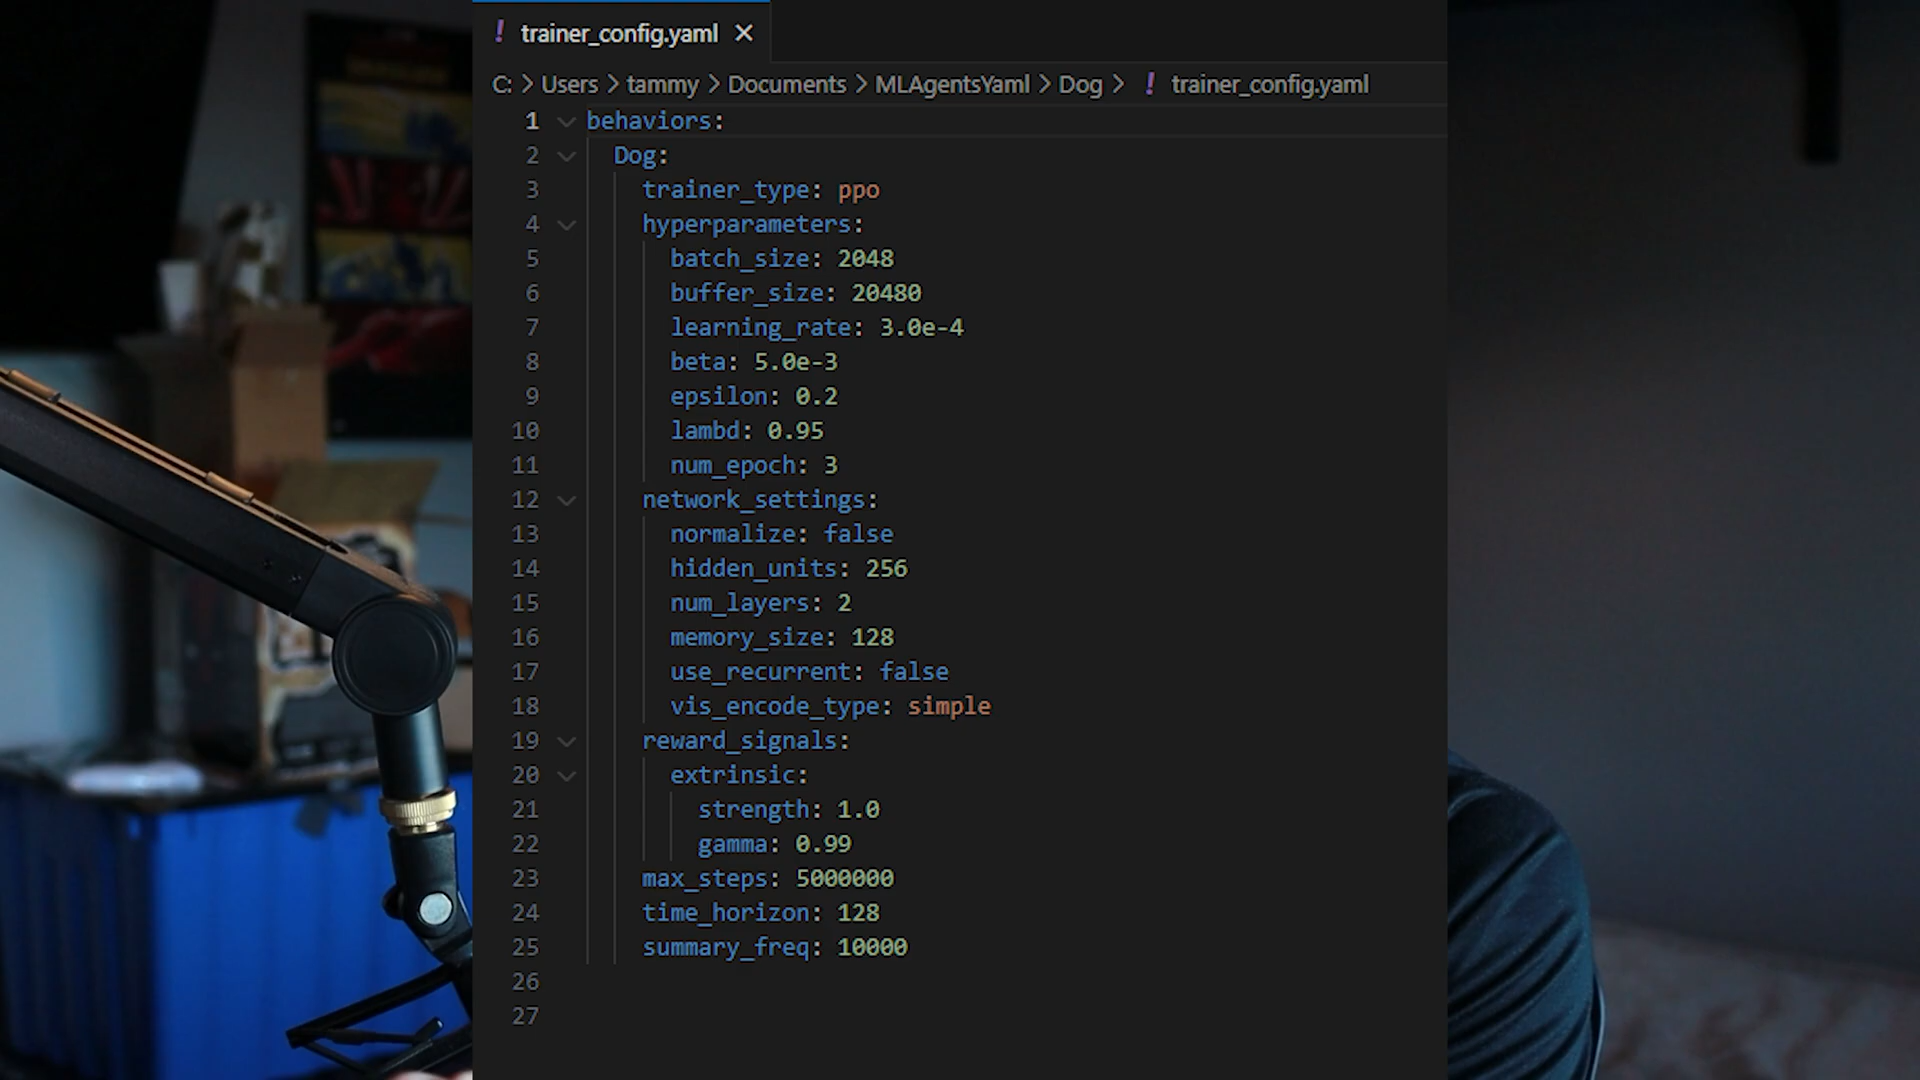 ! trainer_config.yaml ×
C: > Users > tammy > Documents > MLAgentsYaml > Dog > ! trainer_config.yaml
1 behaviors:
2 Dog:
3 trainer_type: ppo
4 hyperparameters:
5 batch_size: 2048
6 buffer_size: 20480
7 learning_rate: 3.0e-4
8 beta: 5.0e-3
9 epsilon: 0.2
10 lambd: 0.95
11 num_epoch: 3
12 network_settings:
13 normalize: false
14 hidden_units: 256
15 num_layers: 2
16 memory_size: 128
17 use_recurrent: false
18 vis_encode_type: simple
19 reward_signals:
20 extrinsic:
21 strength: 1.0
22 gamma: 0.99
23 max_steps: 5000000
24 time_horizon: 128
25 summary_freq: 10000
26
27